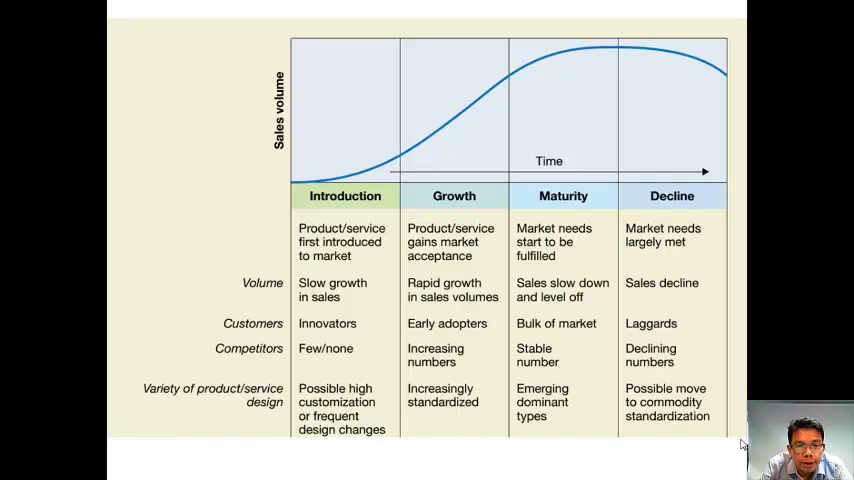 Sales volume
Time
Introduction Growth Maturity Decline
Product/service Product/service Market needs Market needs
first introduced gains market start to be largely met
to market acceptance fulfilled
Volume Slow growth Rapid growth Sales slow down Sales decline
in sales in sales volumes and level off
Customers Innovators Early adopters Bulk of market Laggards
Competitors Few/none Increasing Stable Declining
numbers number numbers
Variety of product/service Possible high Increasingly Emerging Possible move
design customization standardized dominant to commodity
or frequent types standardization
design changes